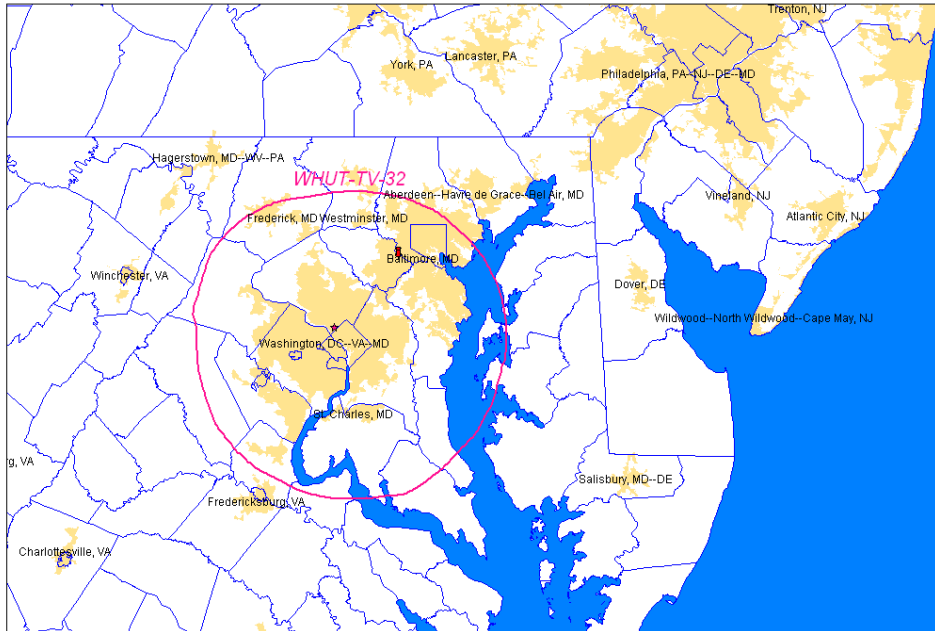 Trenton, NJ
Lancaster, PA
York, PA
Philadelphia, PA--NJ--DE--MD
Hagerstown, MD--WV--PA
WHUT-TV-32
Aberdeen--Havre de Grace--Bel Air, MD
Vineland, NJ
Frederick, MD
Westminster, MD
Atlantic City, NJ
Baltimore, MD
Winchester, VA
Dover, DE
Wildwood--North Wildwood--Cape May, NJ
Washington, DC--VA--MD
St. Charles, MD
rg, VA
Salisbury, MD--DE
Fredericksburg, VA
Charlottesville, VA